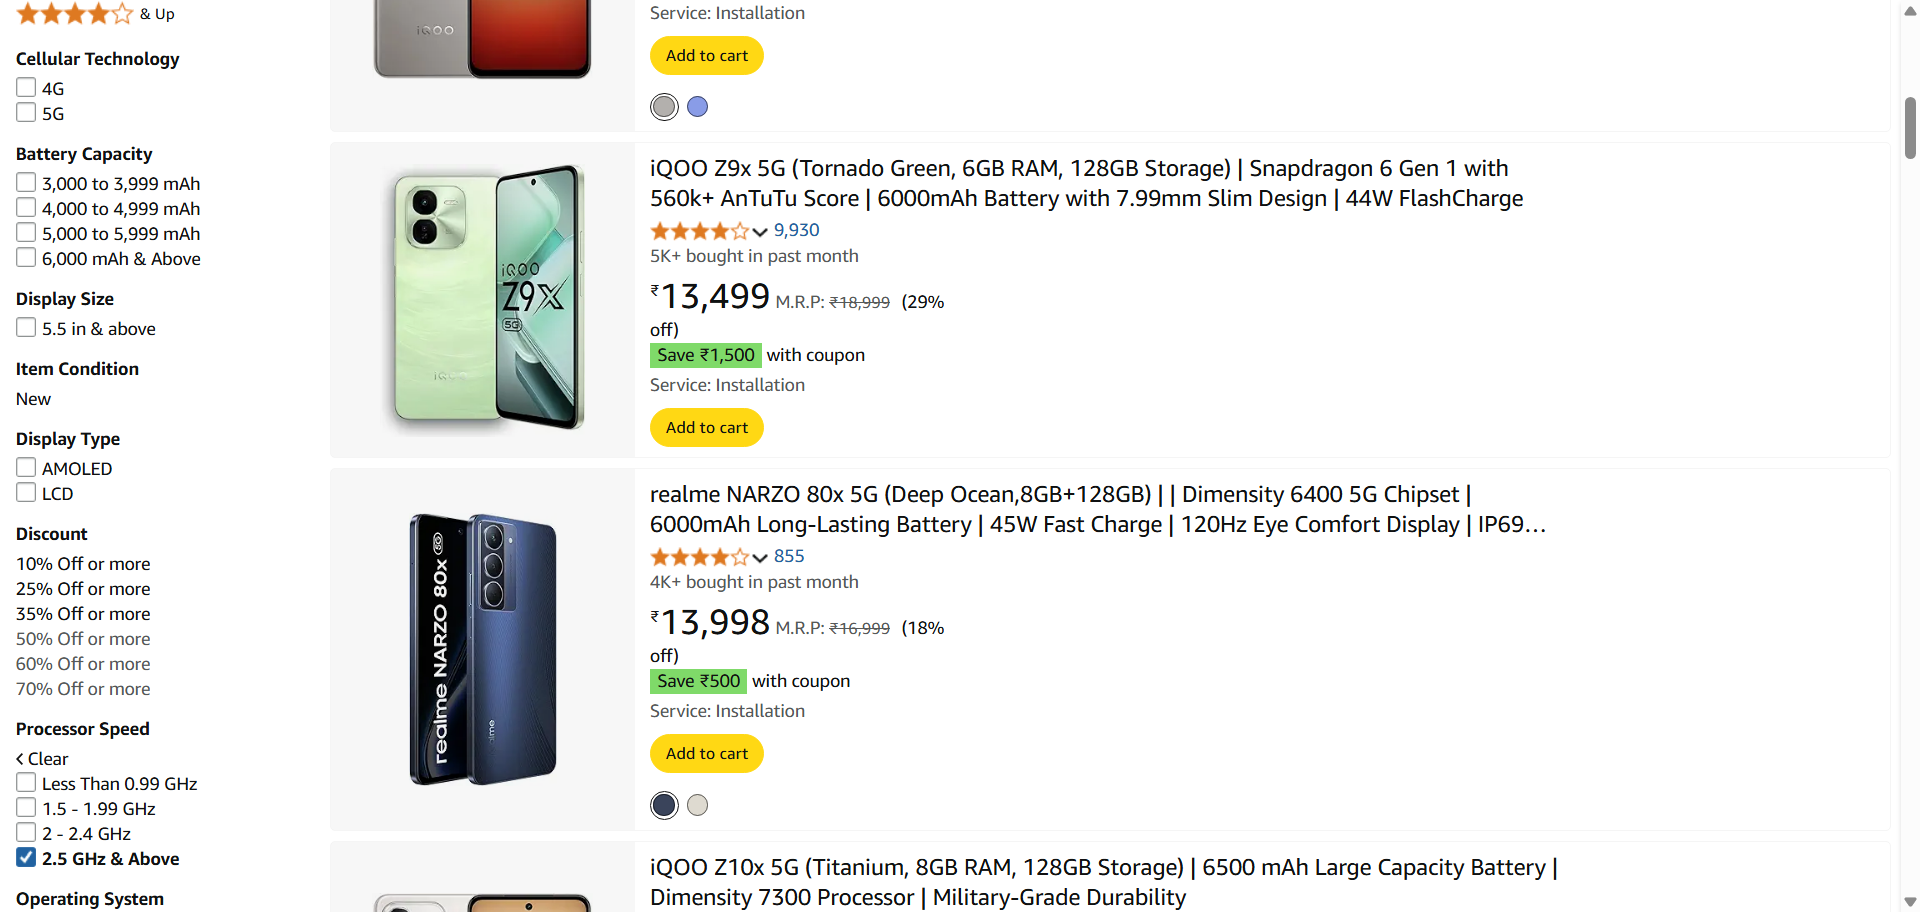 & Up
Cellular Technology
4G
5G
Battery Capacity
3,000 to 3,999 mAh
4,000 to 4,999 mAh
5,000 to 5,999 mAh
6,000 mAh & Above
Display Size
5.5 in & above
Item Condition
New
Display Type
AMOLED
LCD
Discount
10% Off or more
25% Off or more
35% Off or more
50% Off or more
60% Off or more
70% Off or more
Processor Speed
Clear
Less Than 0.99 GHz
1.5 - 1.99 GHz
2 - 2.4 GHz
2.5 GHz & Above
Operating System
iQOO
Service: Installation
Add to cart
iQOO
Z9x
5G
iQOO
iQOO Z9x 5G (Tornado Green, 6GB RAM, 128GB Storage) | Snapdragon 6 Gen 1 with
560k+ AnTuTu Score | 6000mAh Battery with 7.99mm Slim Design | 44W FlashCharge
9,930
5K+ bought in past month
₹13,499 M.R.P: ₹18,999 (29%
off)
Save ₹1,500 with coupon
Service: Installation
Add to cart
realme NARZO 80x 5G
realme
realme NARZO 80x 5G (Deep Ocean,8GB+128GB) | | Dimensity 6400 5G Chipset |
6000mAh Long-Lasting Battery | 45W Fast Charge | 120Hz Eye Comfort Display | IP69…
855
4K+ bought in past month
₹13,998 M.R.P: ₹16,999 (18%
off)
Save ₹500 with coupon
Service: Installation
Add to cart
iQOO Z10x 5G (Titanium, 8GB RAM, 128GB Storage) | 6500 mAh Large Capacity Battery |
Dimensity 7300 Processor | Military-Grade Durability